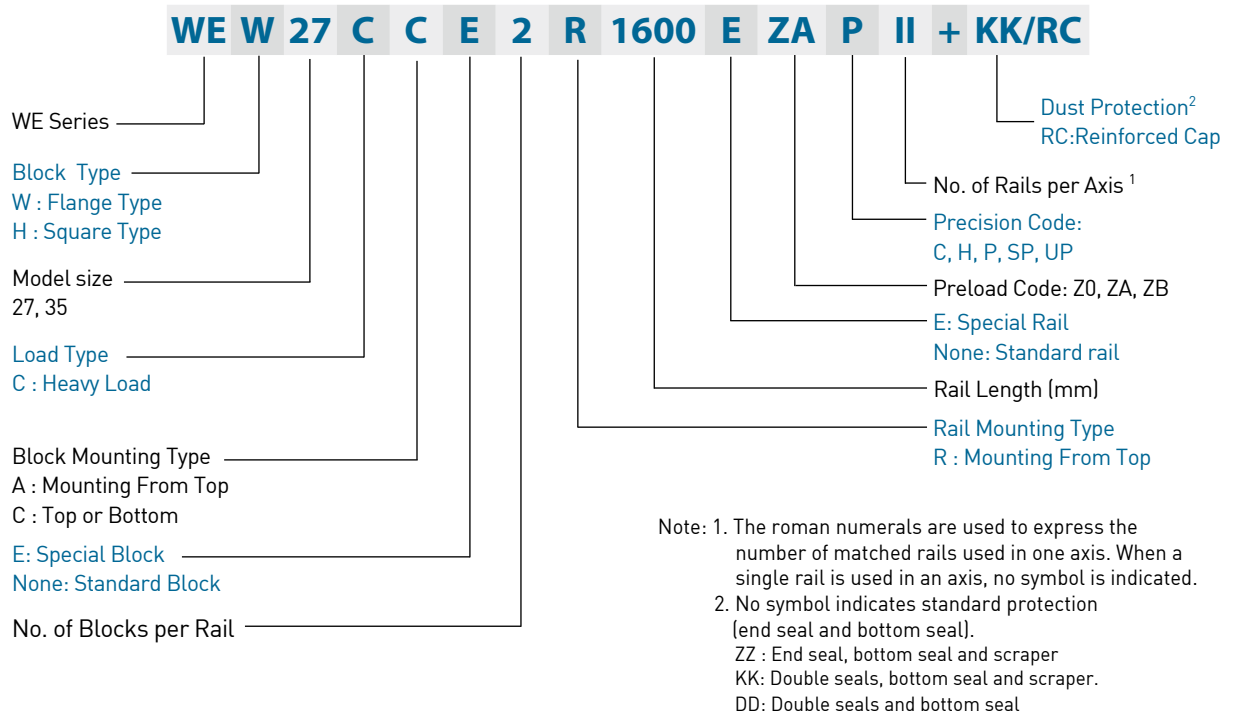 WE W 27 C C E 2 R 1600 E ZA P II + KK/RC
WE Series
Block Type
W : Flange Type
H : Square Type
Model size
27, 35
Load Type
C : Heavy Load
Block Mounting Type
A : Mounting From Top
C : Top or Bottom
E: Special Block
None: Standard Block
No. of Blocks per Rail
Dust Protection²
RC:Reinforced Cap
No. of Rails per Axis ¹
Precision Code:
C, H, P, SP, UP
Preload Code: Z0, ZA, ZB
E: Special Rail
None: Standard rail
Rail Length (mm)
Rail Mounting Type
R : Mounting From Top
Note: 1. The roman numerals are used to express the
number of matched rails used in one axis. When a
single rail is used in an axis, no symbol is indicated.
2. No symbol indicates standard protection
(end seal and bottom seal).
ZZ : End seal, bottom seal and scraper
KK: Double seals, bottom seal and scraper.
DD: Double seals and bottom seal